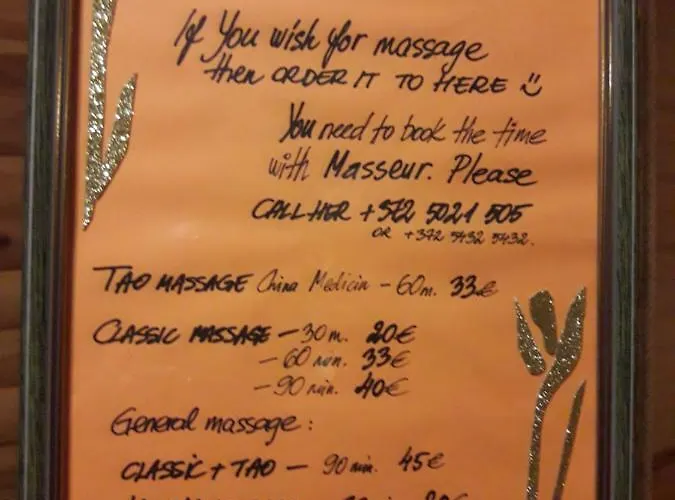 If You wish for massage
then ORDER IT TO HERE
You need to book the time
with Masseur. Please
CALL HER +372 5021 505
OR +372 5432 5432.
TAO MASSAGE China Medicin - 60m. 33€
CLASSIC MASSAGE - 30 m. 20€
- 60 min. 33€
- 90 min. 40€
General massage:
CLASSIC + TAO - 90 min. 45€